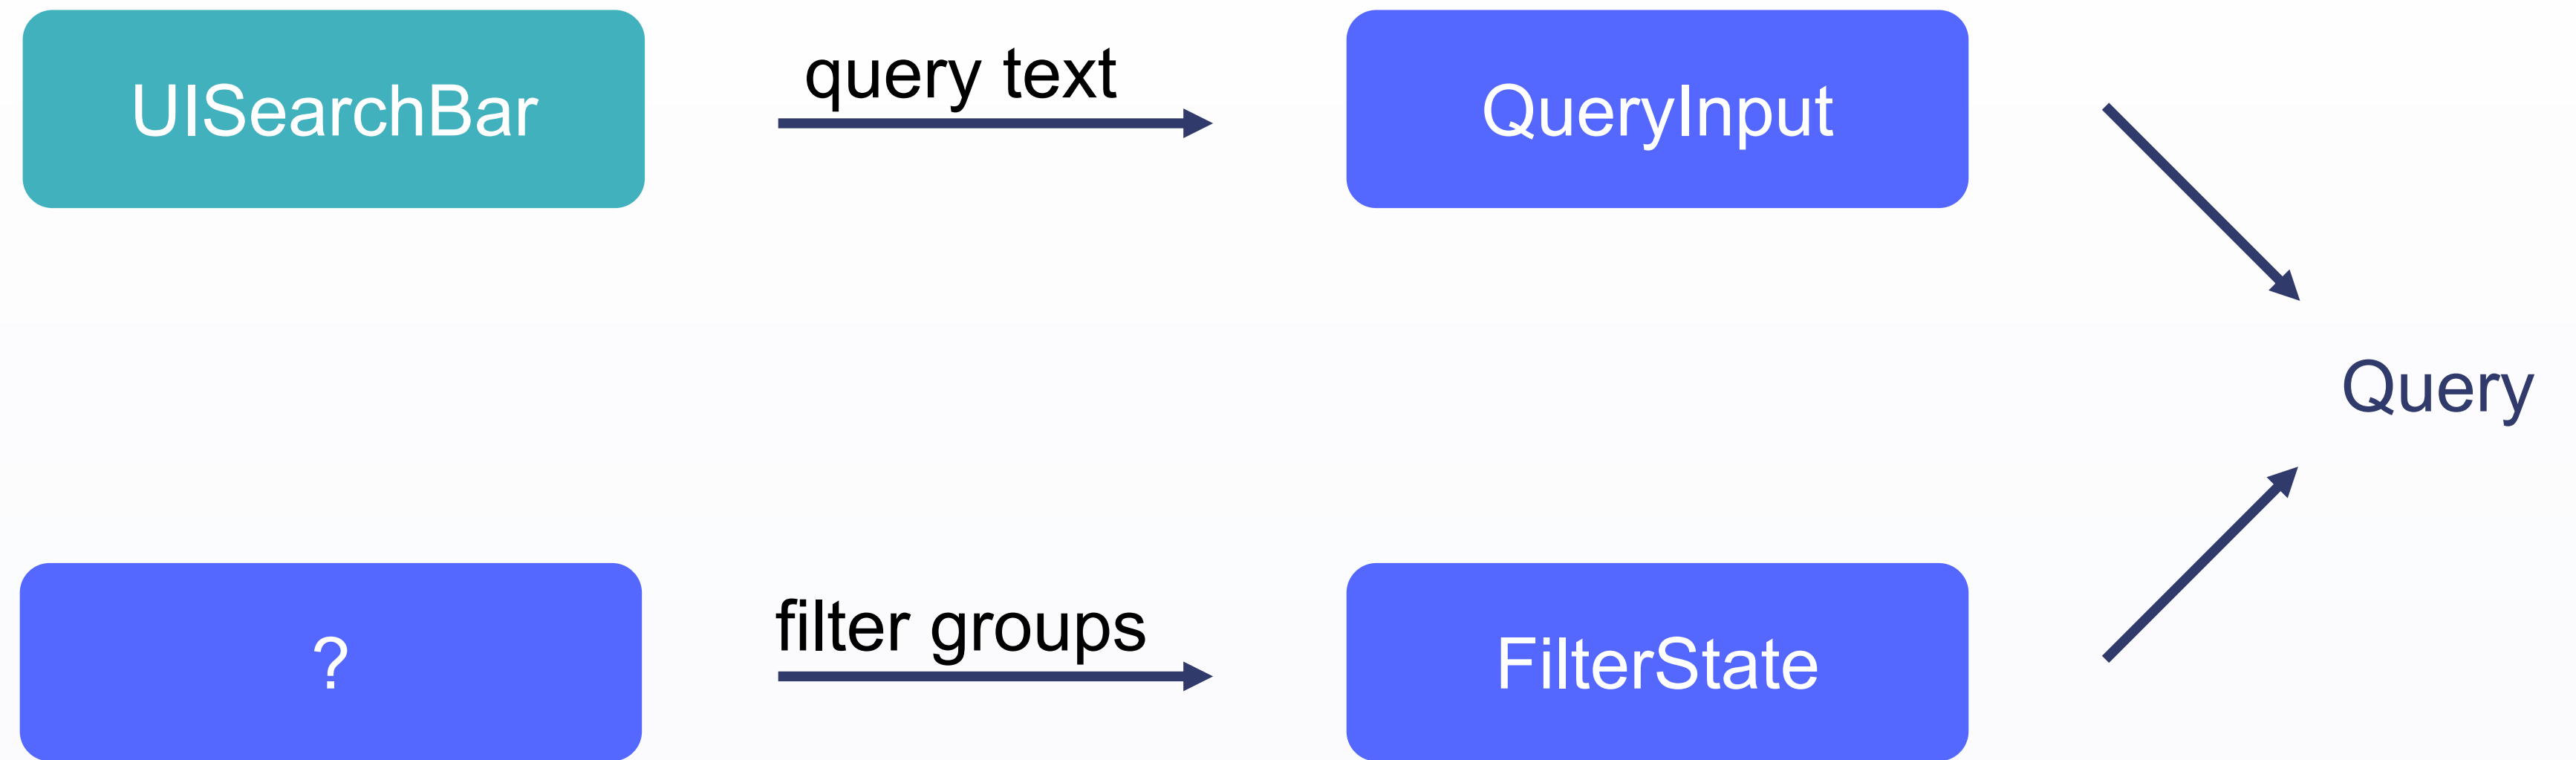 UISearchBar
query text
QueryInput
Query
?
filter groups
FilterState